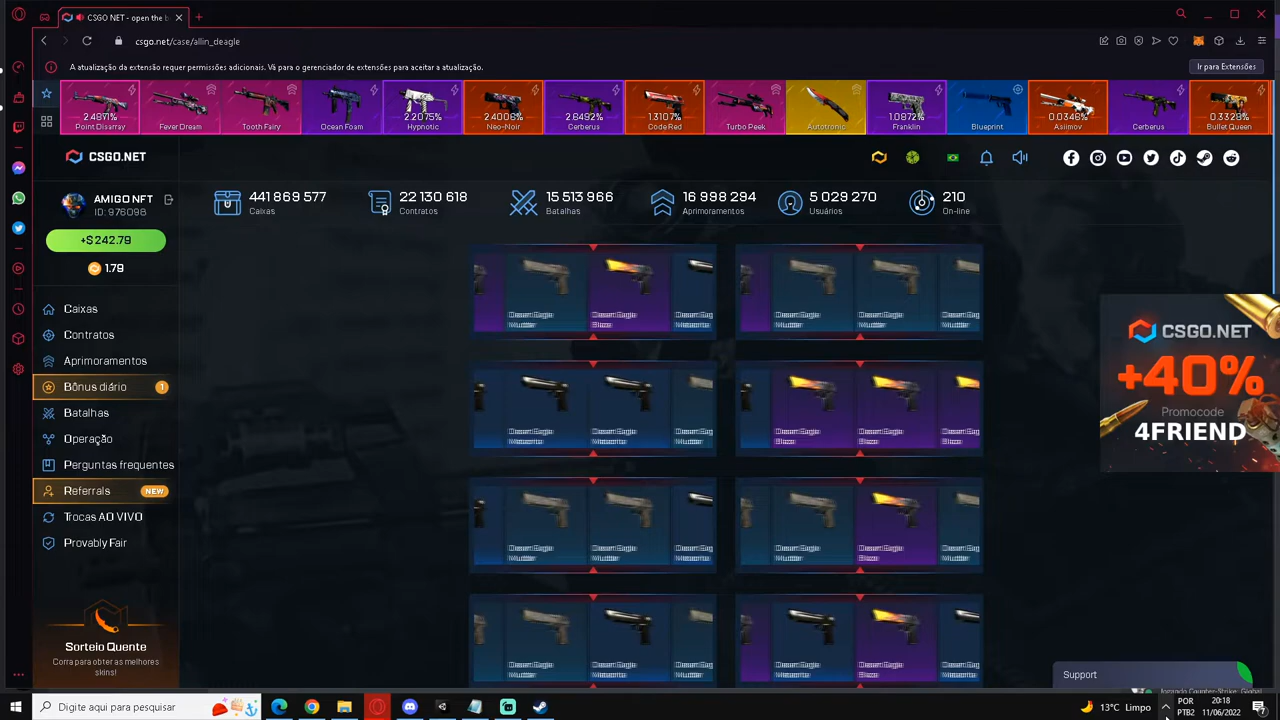 CSGO NET - open the b
csgo.net/case/allin_deagle
A atualização da extensão requer permissões adicionais. Vá para o gerenciador de extensões para aceitar a atualização.
Ir para Extensões
2.4871%
Point Disarray
Fever Dream
Tooth Fairy
Ocean Foam
2.2075%
Hypnotic
2.4006%
Neo-Noir
2.6492%
Cerberus
1.3107%
Code Red
Turbo Peek
Autotronic
1.0872%
Franklin
Blueprint
0.0346%
Asiimov
Cerberus
0.3328%
Bullet Queen
CSGO.NET
AMIGO NFT
ID: 976098
+$ 242.79
1.79
441 869 577
Caixas
22 130 618
Contratos
15 513 966
Batalhas
16 998 294
Aprimoramentos
5 029 270
Usuários
210
On-line
Caixas
Contratos
Aprimoramentos
Bônus diário 1
Batalhas
Operação
Perguntas frequentes
Referrals NEW
Trocas AO VIVO
Provably Fair
Sorteio Quente
Corra para obter as melhores
skins!
CSGO.NET
+40%
Promocode
4FRIEND
Support
Digite aqui para pesquisar
13°C Limpo
POR
PTB2
20:18
11/06/2022
7